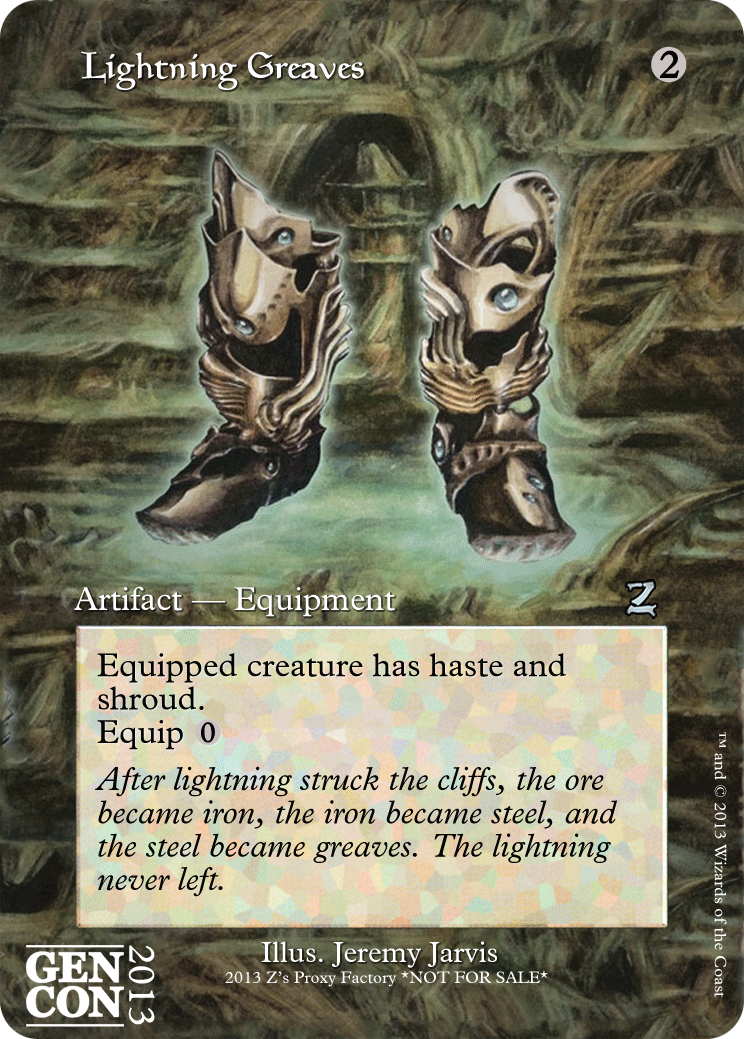 Lightning Greaves
2
Artifact — Equipment
Z
Equipped creature has haste and
shroud.
Equip 0
After lightning struck the cliffs, the ore
became iron, the iron became steel, and
the steel became greaves. The lightning
never left.
™ and © 2013 Wizards of the Coast
Illus. Jeremy Jarvis
2013 Z's Proxy Factory *NOT FOR SALE*
GEN
CON
2013